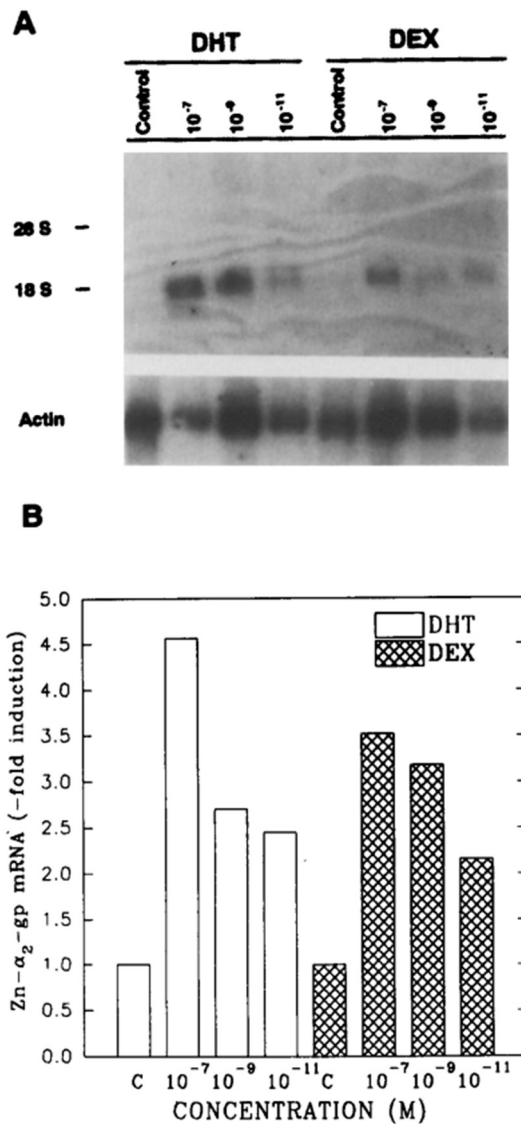 A
DHT DEX
Control 10-7 10-9 10-11 Control 10-7 10-9 10-11
28 S –
18 S –
Actin
B
5.0
4.5
4.0
3.5
3.0
2.5
2.0
1.5
1.0
0.5
0.0
Zn-α2-gp mRNA (-fold induction)
DHT
DEX
C 10-7 10-9 10-11 C 10-7 10-9 10-11
CONCENTRATION (M)